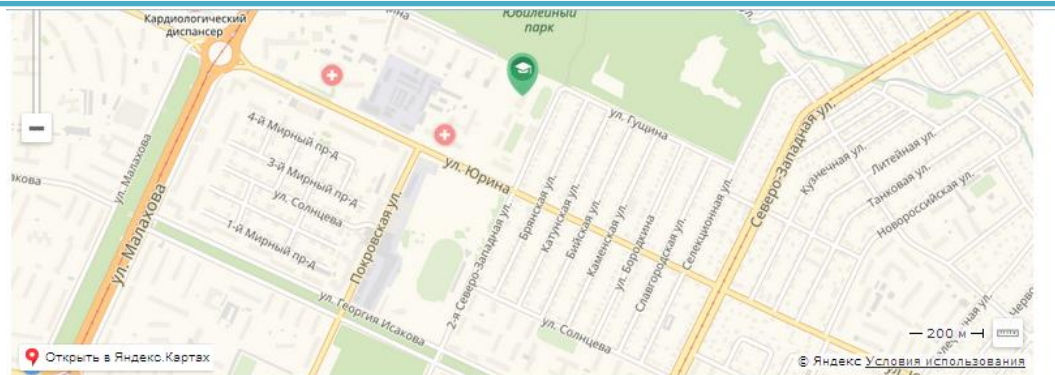 Кардиологический
диспансер
Юбилейный
парк
ул. Гущина
4-й Мирный пр-д
3-й Мирный пр-д
ул. Солнцева
1-й Мирный пр-д
ул. Малахова
ул. Малахова
Покровская ул.
ул. Юрина
ул. Георгия Исакова
2-я Северо-Западная ул.
Брянская ул.
Катунская ул.
Бийская ул.
Каменская ул.
ул. Бородкина
Славгородская ул.
Селекционная ул.
ул. Солнцева
Северо-Западная ул.
Кузнечная ул.
Литейная ул.
Танковая ул.
Новороссийская ул.
200 м
Открыть в Яндекс.Картах
© Яндекс Условия использования